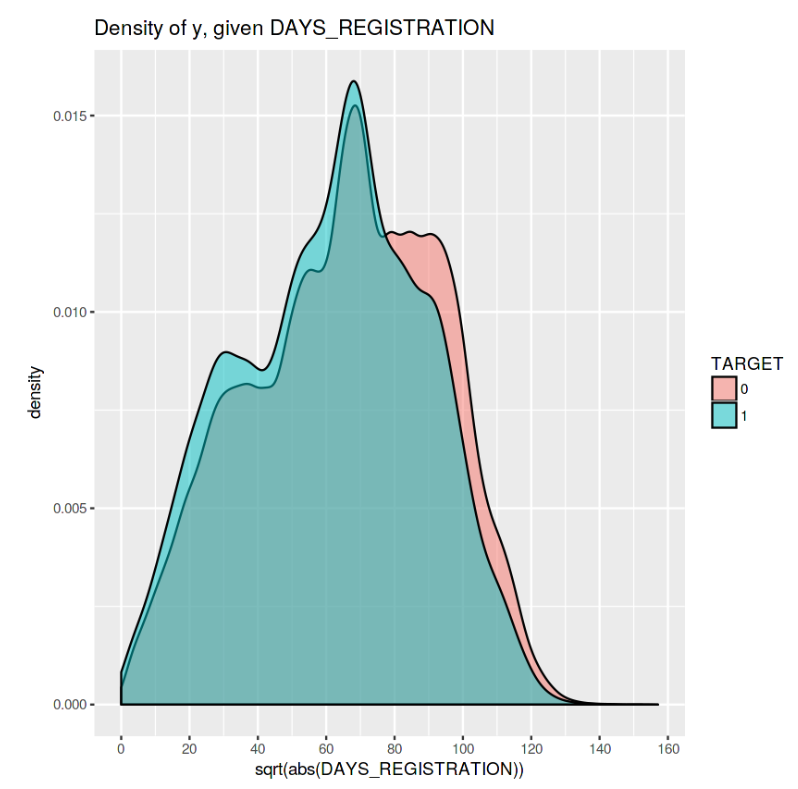 Density of y, given DAYS_REGISTRATION
0.015
0.010
0.005
0.000
density
0 20 40 60 80 100 120 140 160
sqrt(abs(DAYS_REGISTRATION))
TARGET
0
1